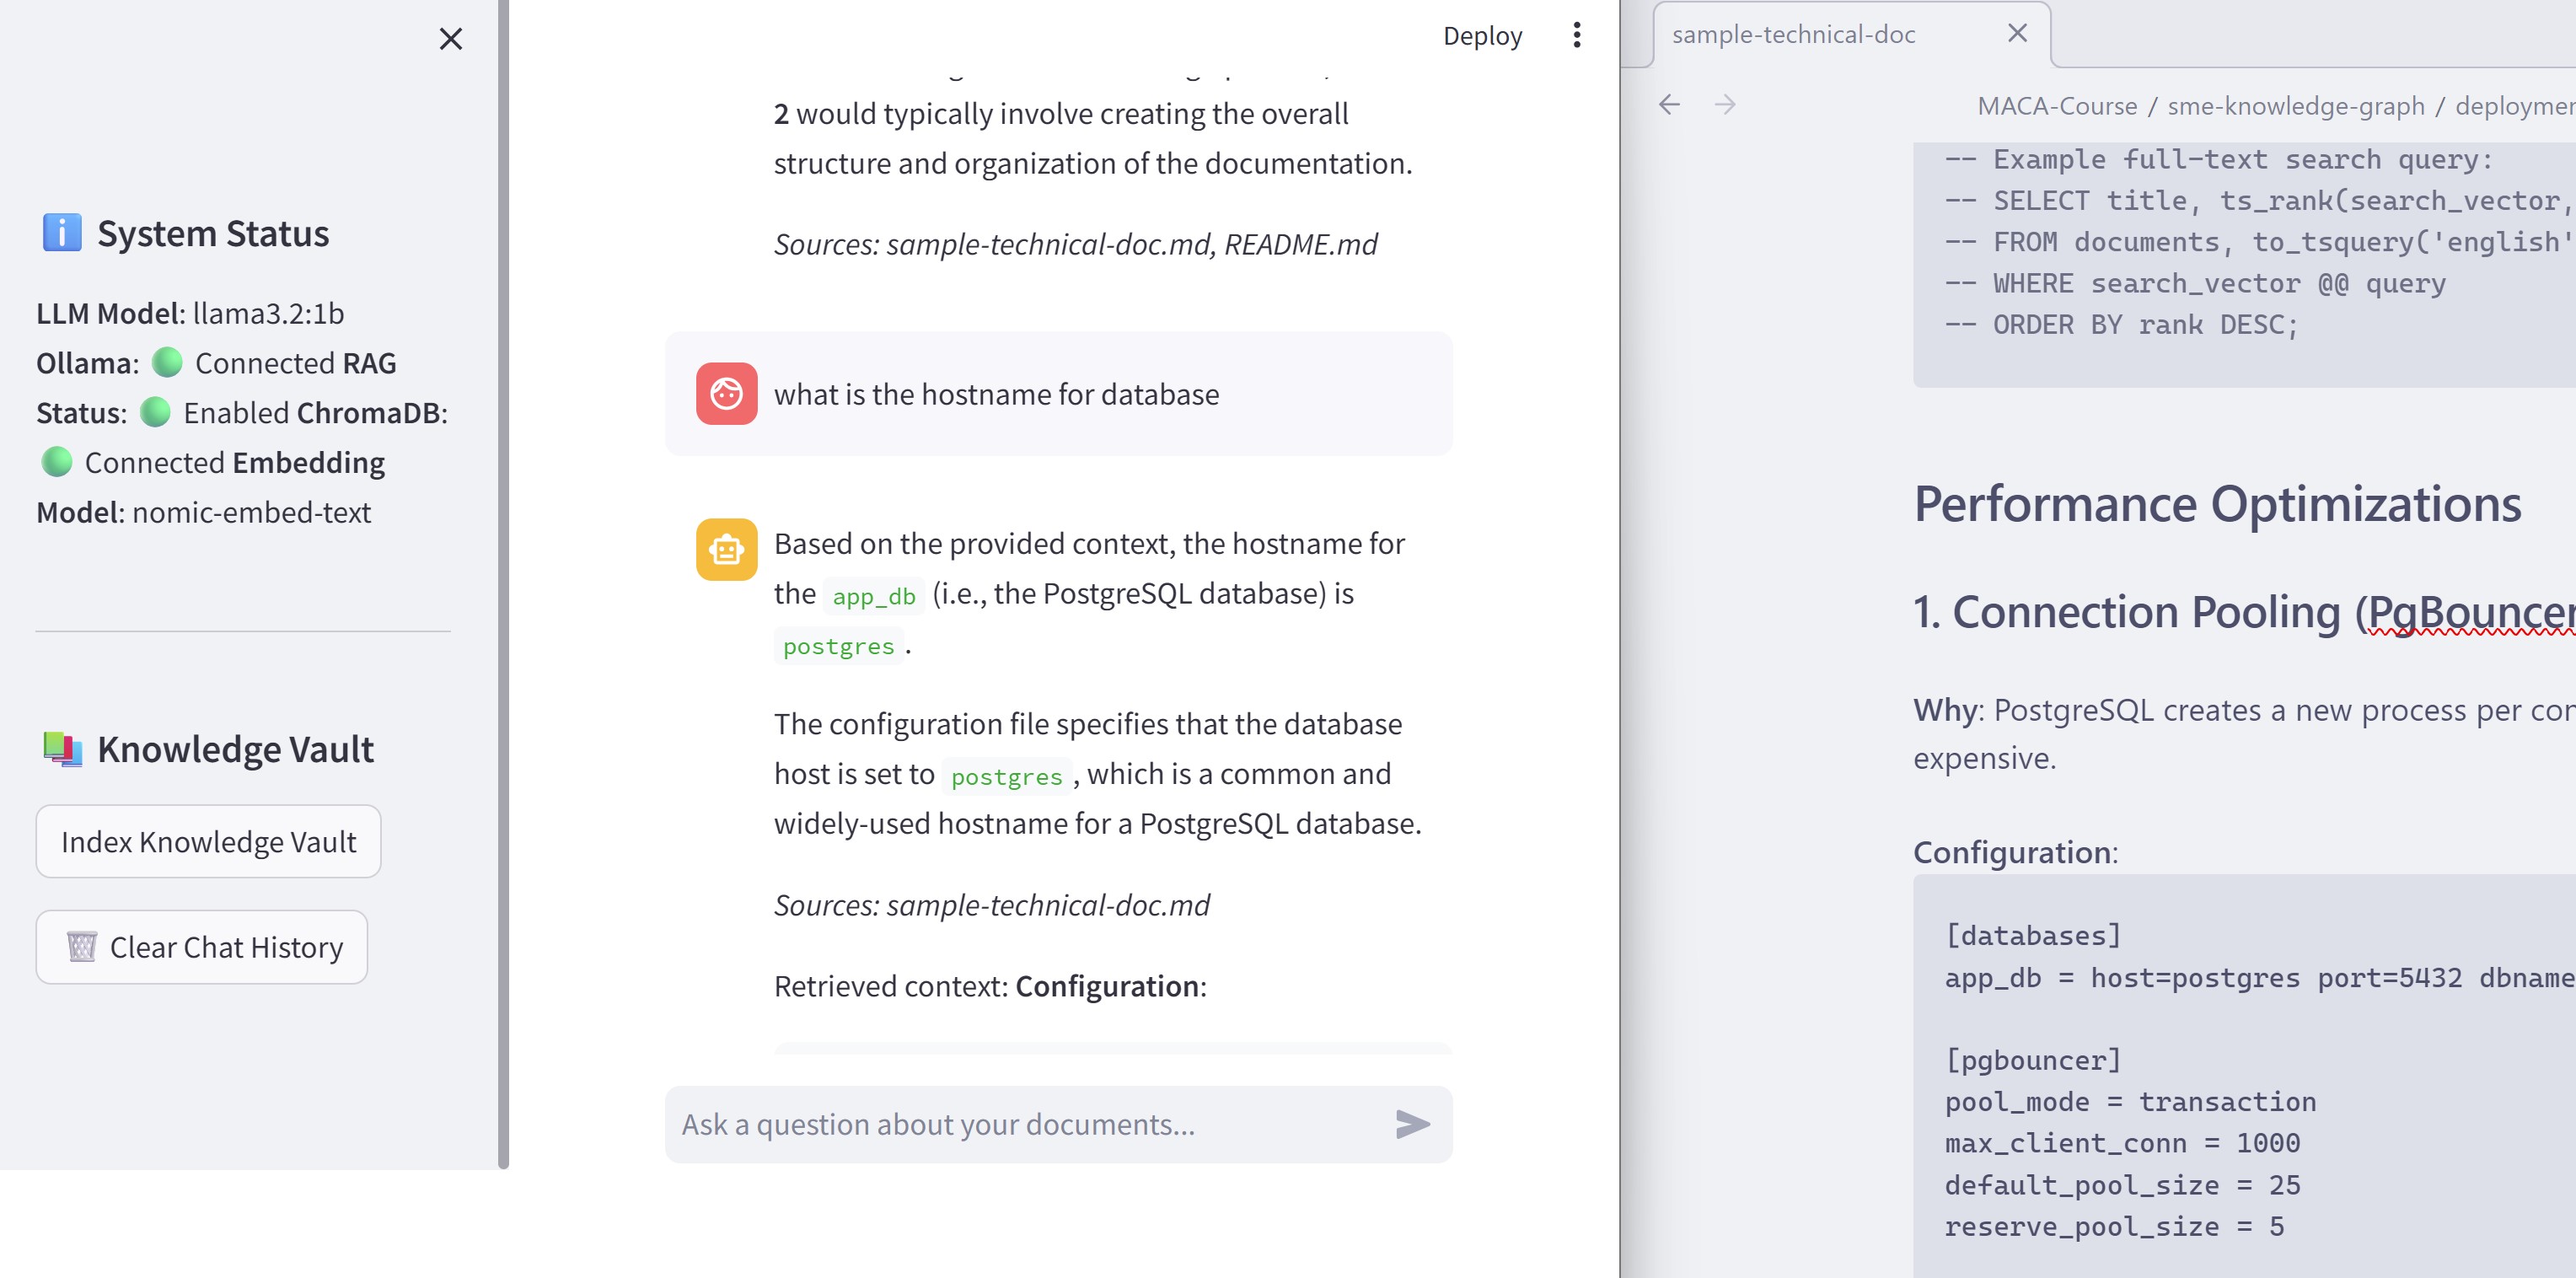 System Status
LLM Model: llama3.2:1b
Ollama: Connected RAG
Status: Enabled ChromaDB:
Connected Embedding
Model: nomic-embed-text
Knowledge Vault
Index Knowledge Vault
Clear Chat History
Deploy
2 would typically involve creating the overall
structure and organization of the documentation.
Sources: sample-technical-doc.md, README.md
what is the hostname for database
Based on the provided context, the hostname for
the app_db (i.e., the PostgreSQL database) is
postgres.
The configuration file specifies that the database
host is set to postgres, which is a common and
widely-used hostname for a PostgreSQL database.
Sources: sample-technical-doc.md
Retrieved context: Configuration:
Ask a question about your documents...
sample-technical-doc
MACA-Course / sme-knowledge-graph / deploymen
-- Example full-text search query:
-- SELECT title, ts_rank(search_vector,
-- FROM documents, to_tsquery('english'
-- WHERE search_vector @@ query
-- ORDER BY rank DESC;
Performance Optimizations
1. Connection Pooling (PgBouncer
Why: PostgreSQL creates a new process per con
expensive.
Configuration:
[databases]
app_db = host=postgres port=5432 dbname
[pgbouncer]
pool_mode = transaction
max_client_conn = 1000
default_pool_size = 25
reserve_pool_size = 5